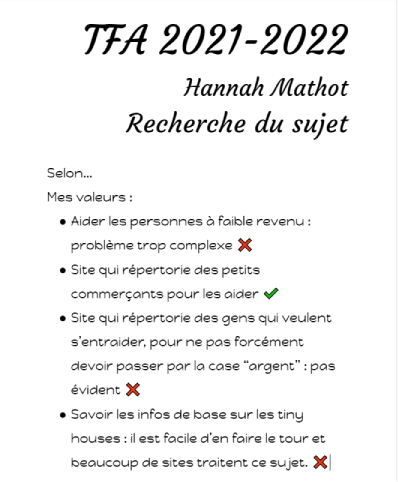 TFA 2021-2022
Hannah Mathot
Recherche du sujet
Selon...
Mes valeurs :
● Aider les personnes à faible revenu :
problème trop complexe ❌
● Site qui répertorie des petits
commerçants pour les aider ✔
● Site qui répertorie des gens qui veulent
s'entraider, pour ne pas forcément
devoir passer par la case “argent” : pas
évident ❌
● Savoir les infos de base sur les tiny
houses : il est facile d'en faire le tour et
beaucoup de sites traitent ce sujet. ❌